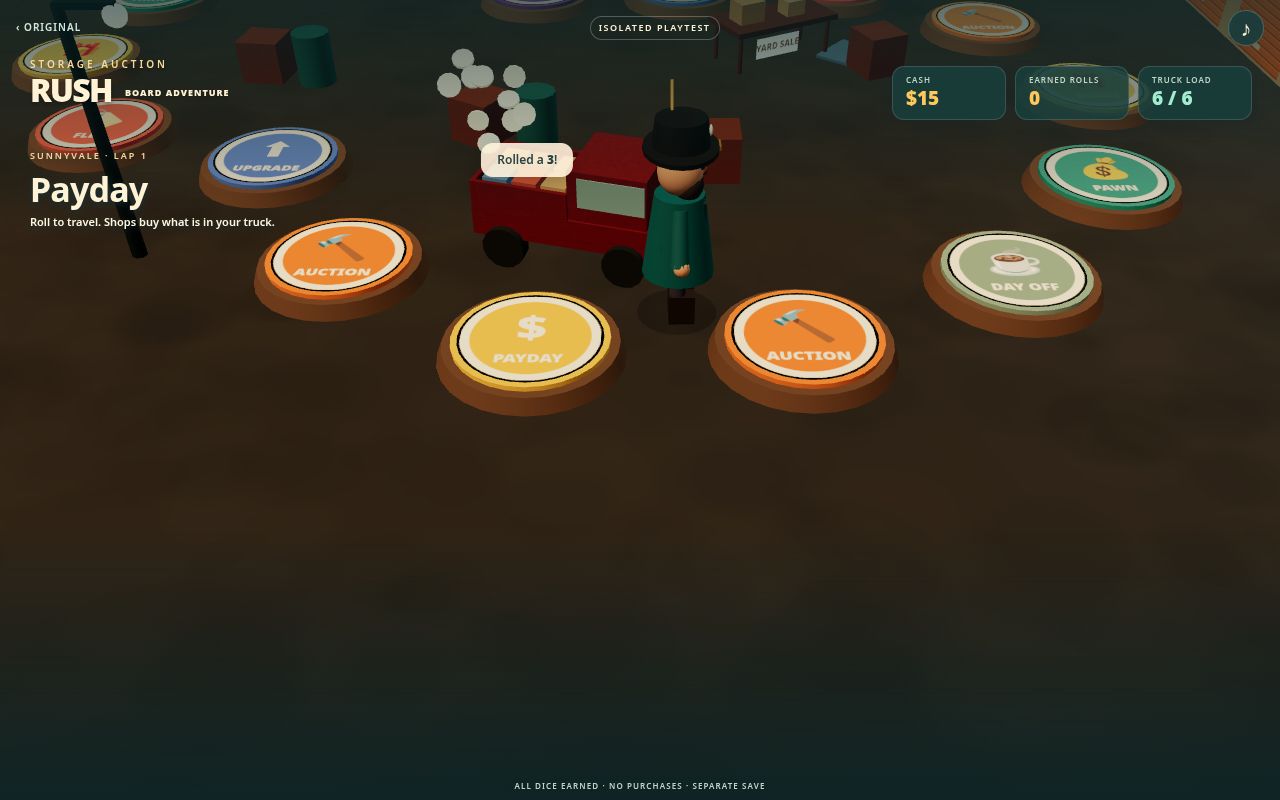 ‹ ORIGINAL
ISOLATED PLAYTEST
♪
STORAGE AUCTION
RUSH BOARD ADVENTURE
CASH
$15
EARNED ROLLS
0
TRUCK LOAD
6 / 6
SUNNYVALE · LAP 1
Payday
Roll to travel. Shops buy what is in your truck.
Rolled a 3!
YARD SALE
AUCTION
UPGRADE
$
PAWN
AUCTION
DAY OFF
$
PAYDAY
AUCTION
ALL DICE EARNED · NO PURCHASES · SEPARATE SAVE